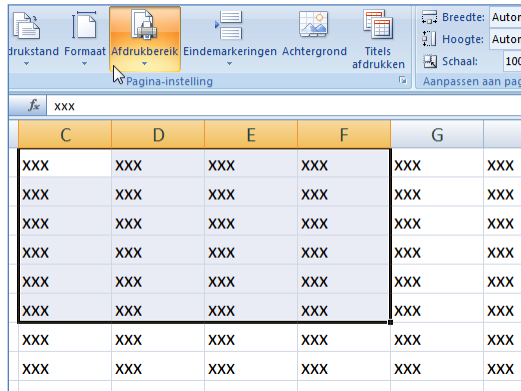 Breedte: Auto
drukstand Formaat Afdrukbereik Eindemarkeringen Achtergrond Titels afdrukken Hoogte: Auto
Schaal: 100
Pagina-instelling Aanpassen aan pag
fx xxx
C D E F G
xxx xxx xxx xxx xxx xxx
xxx xxx xxx xxx xxx xxx
xxx xxx xxx xxx xxx xxx
xxx xxx xxx xxx xxx xxx
xxx xxx xxx xxx xxx xxx
xxx xxx xxx xxx xxx xxx
xxx xxx xxx xxx xxx xxx
xxx xxx xxx xxx xxx xxx